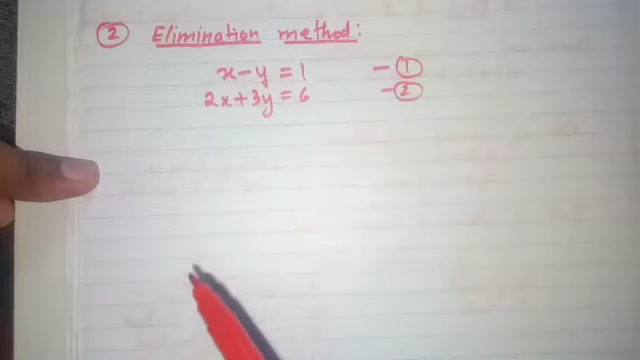 ② Elimination method:
x - y = 1 - ①
2x + 3y = 6 - ②